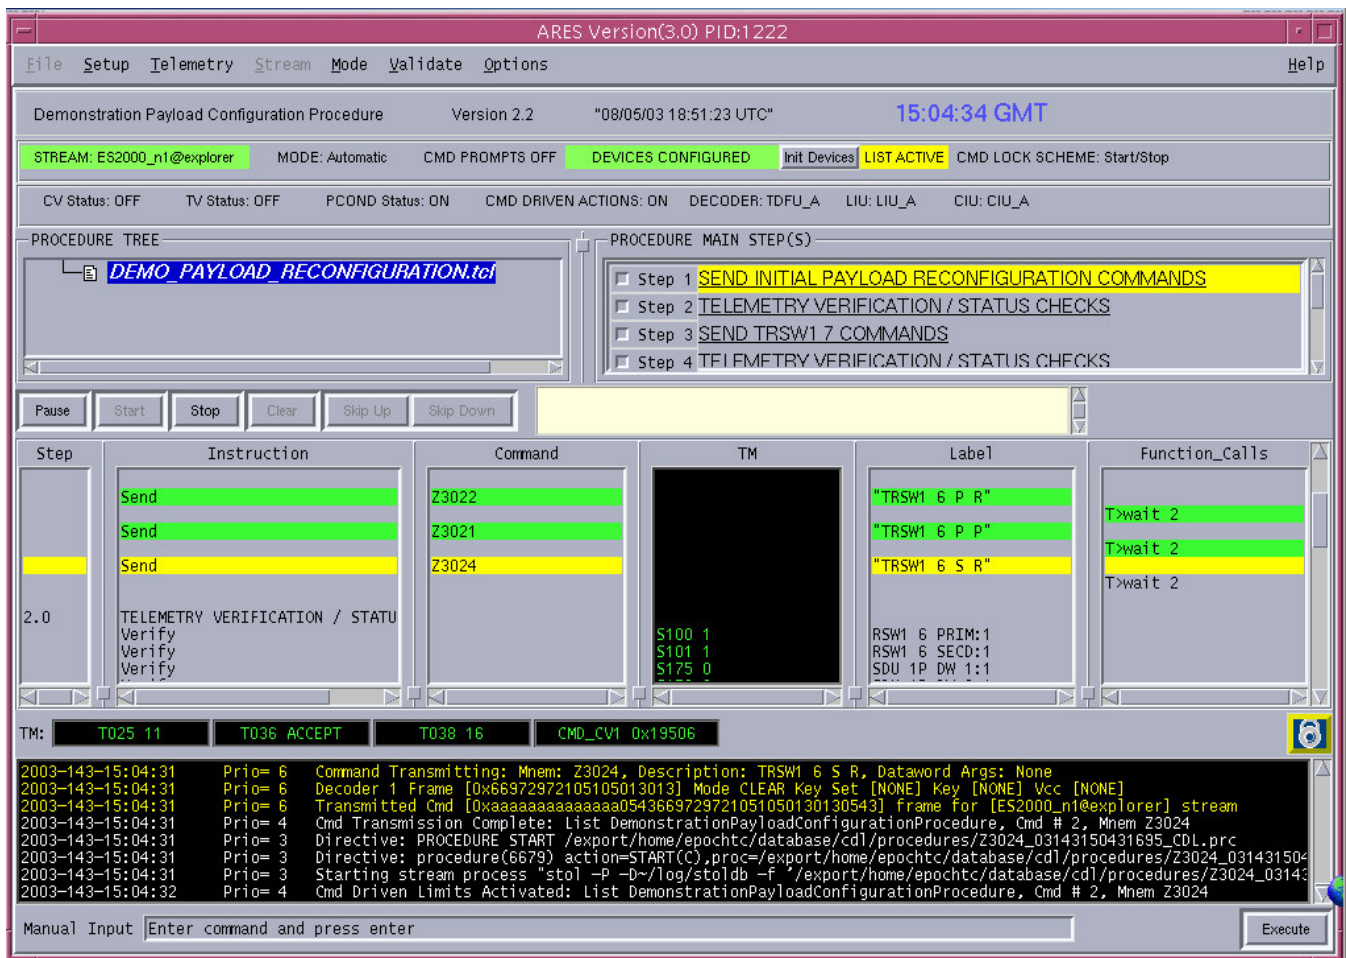 ARES Version(3.0) PID:1222
File Setup Telemetry Stream Mode Validate Options Help
Demonstration Payload Configuration Procedure Version 2.2 "08/05/03 18:51:23 UTC" 15:04:34 GMT
STREAM: ES2000_n1@explorer MODE: Automatic CMD PROMPTS OFF DEVICES CONFIGURED Init Devices LIST ACTIVE CMD LOCK SCHEME: Start/Stop
CV Status: OFF TV Status: OFF PCOND Status: ON CMD DRIVEN ACTIONS: ON DECODER: TDFU_A LIU: LIU_A CIU: CIU_A
PROCEDURE TREE
DEMO_PAYLOAD_RECONFIGURATION.tcl
PROCEDURE MAIN STEP(S)
Step 1 SEND INITIAL PAYLOAD RECONFIGURATION COMMANDS
Step 2 TELEMETRY VERIFICATION / STATUS CHECKS
Step 3 SEND TRSW1 7 COMMANDS
Step 4 TELEMETRY VERIFICATION / STATUS CHECKS
Pause Start Stop Clear Skip Up Skip Down
Step Instruction Command TM Label Function_Calls
Send Z3022 "TRSW1 6 P R"
T>wait 2
Send Z3021 "TRSW1 6 P P"
T>wait 2
Send Z3024 "TRSW1 6 S R"
T>wait 2
2.0 TELEMETRY VERIFICATION / STATU
Verify S100 1 RSW1 6 PRIM:1
Verify S101 1 RSW1 6 SECD:1
Verify S175 0 SDU 1P DW 1:1
TM: T025 11 T036 ACCEPT T038 16 CMD_CV1 0x19506
2003-143-15:04:31 Prio= 6 Command Transmitting: Mnem: Z3024, Description: TRSW1 6 S R, Dataword Args: None
2003-143-15:04:31 Prio= 6 Decoder 1 Frame [0x66972972105105013013] Mode CLEAR Key Set [NONE] Key [NONE] Vcc [NONE]
2003-143-15:04:31 Prio= 6 Transmitted Cmd [0xaaaaaaaaaaaaaa054366972972105105013013​0543] frame for [ES2000_n1@explorer] stream
2003-143-15:04:31 Prio= 4 Cmd Transmission Complete: List DemonstrationPayloadConfigurationProcedure, Cmd # 2, Mnem Z3024
2003-143-15:04:31 Prio= 3 Directive: PROCEDURE START /export/home/epochtc/database/cdl/procedures/Z3024_03143150431695_CDL.prc
2003-143-15:04:31 Prio= 3 Directive: procedure(6679) action=START(C),proc=/export/home/epochtc/database/cdl/procedures/Z3024_031431504
2003-143-15:04:31 Prio= 3 Starting stream process "stol -P -D~/log/stoldb -f '/export/home/epochtc/database/cdl/procedures/Z3024_03143
2003-143-15:04:32 Prio= 4 Cmd Driven Limits Activated: List DemonstrationPayloadConfigurationProcedure, Cmd # 2, Mnem Z3024
Manual Input Enter command and press enter Execute